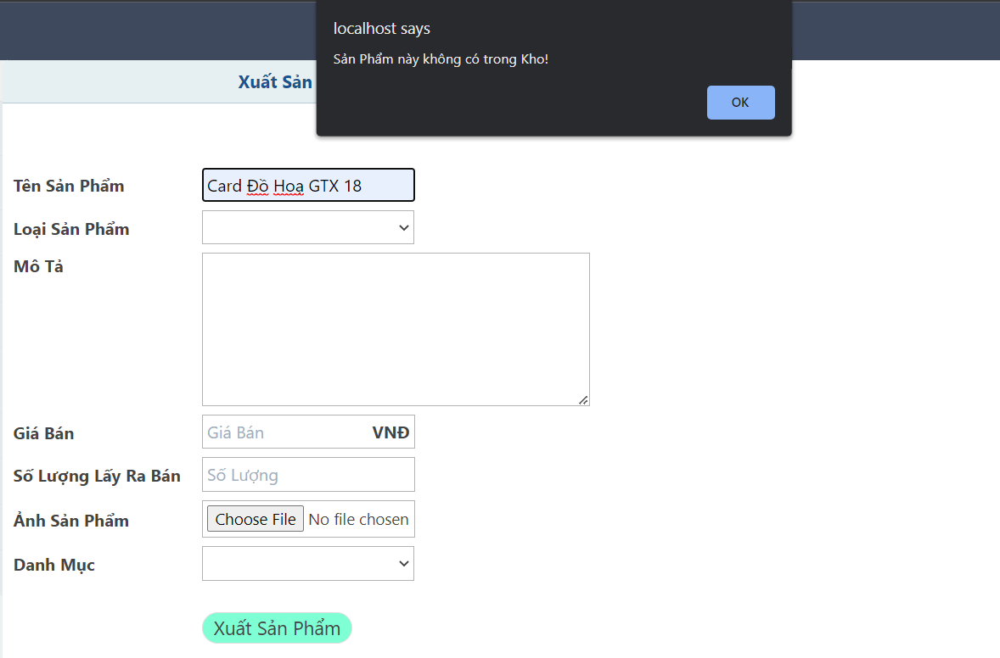 localhost says
Sản Phẩm này không có trong Kho!
OK
Xuất Sản
Tên Sản Phẩm
Card Đồ Hoạ GTX 18
Loại Sản Phẩm
Mô Tả
Giá Bán
Giá Bán VNĐ
Số Lượng Lấy Ra Bán
Số Lượng
Ảnh Sản Phẩm
Choose File No file chosen
Danh Mục
Xuất Sản Phẩm